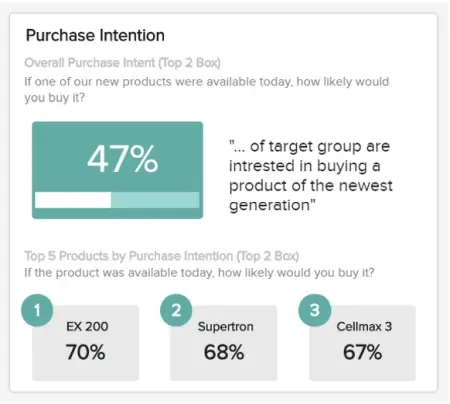 Purchase Intention
Overall Purchase Intent (Top 2 Box)
If one of our new products were available today, how likely would
you buy it?
47%
"... of target group are
intrested in buying a
product of the newest
generation"
Top 5 Products by Purchase Intention (Top 2 Box)
If the product was available today, how likely would you buy it?
1
EX 200
70%
2
Supertron
68%
3
Cellmax 3
67%